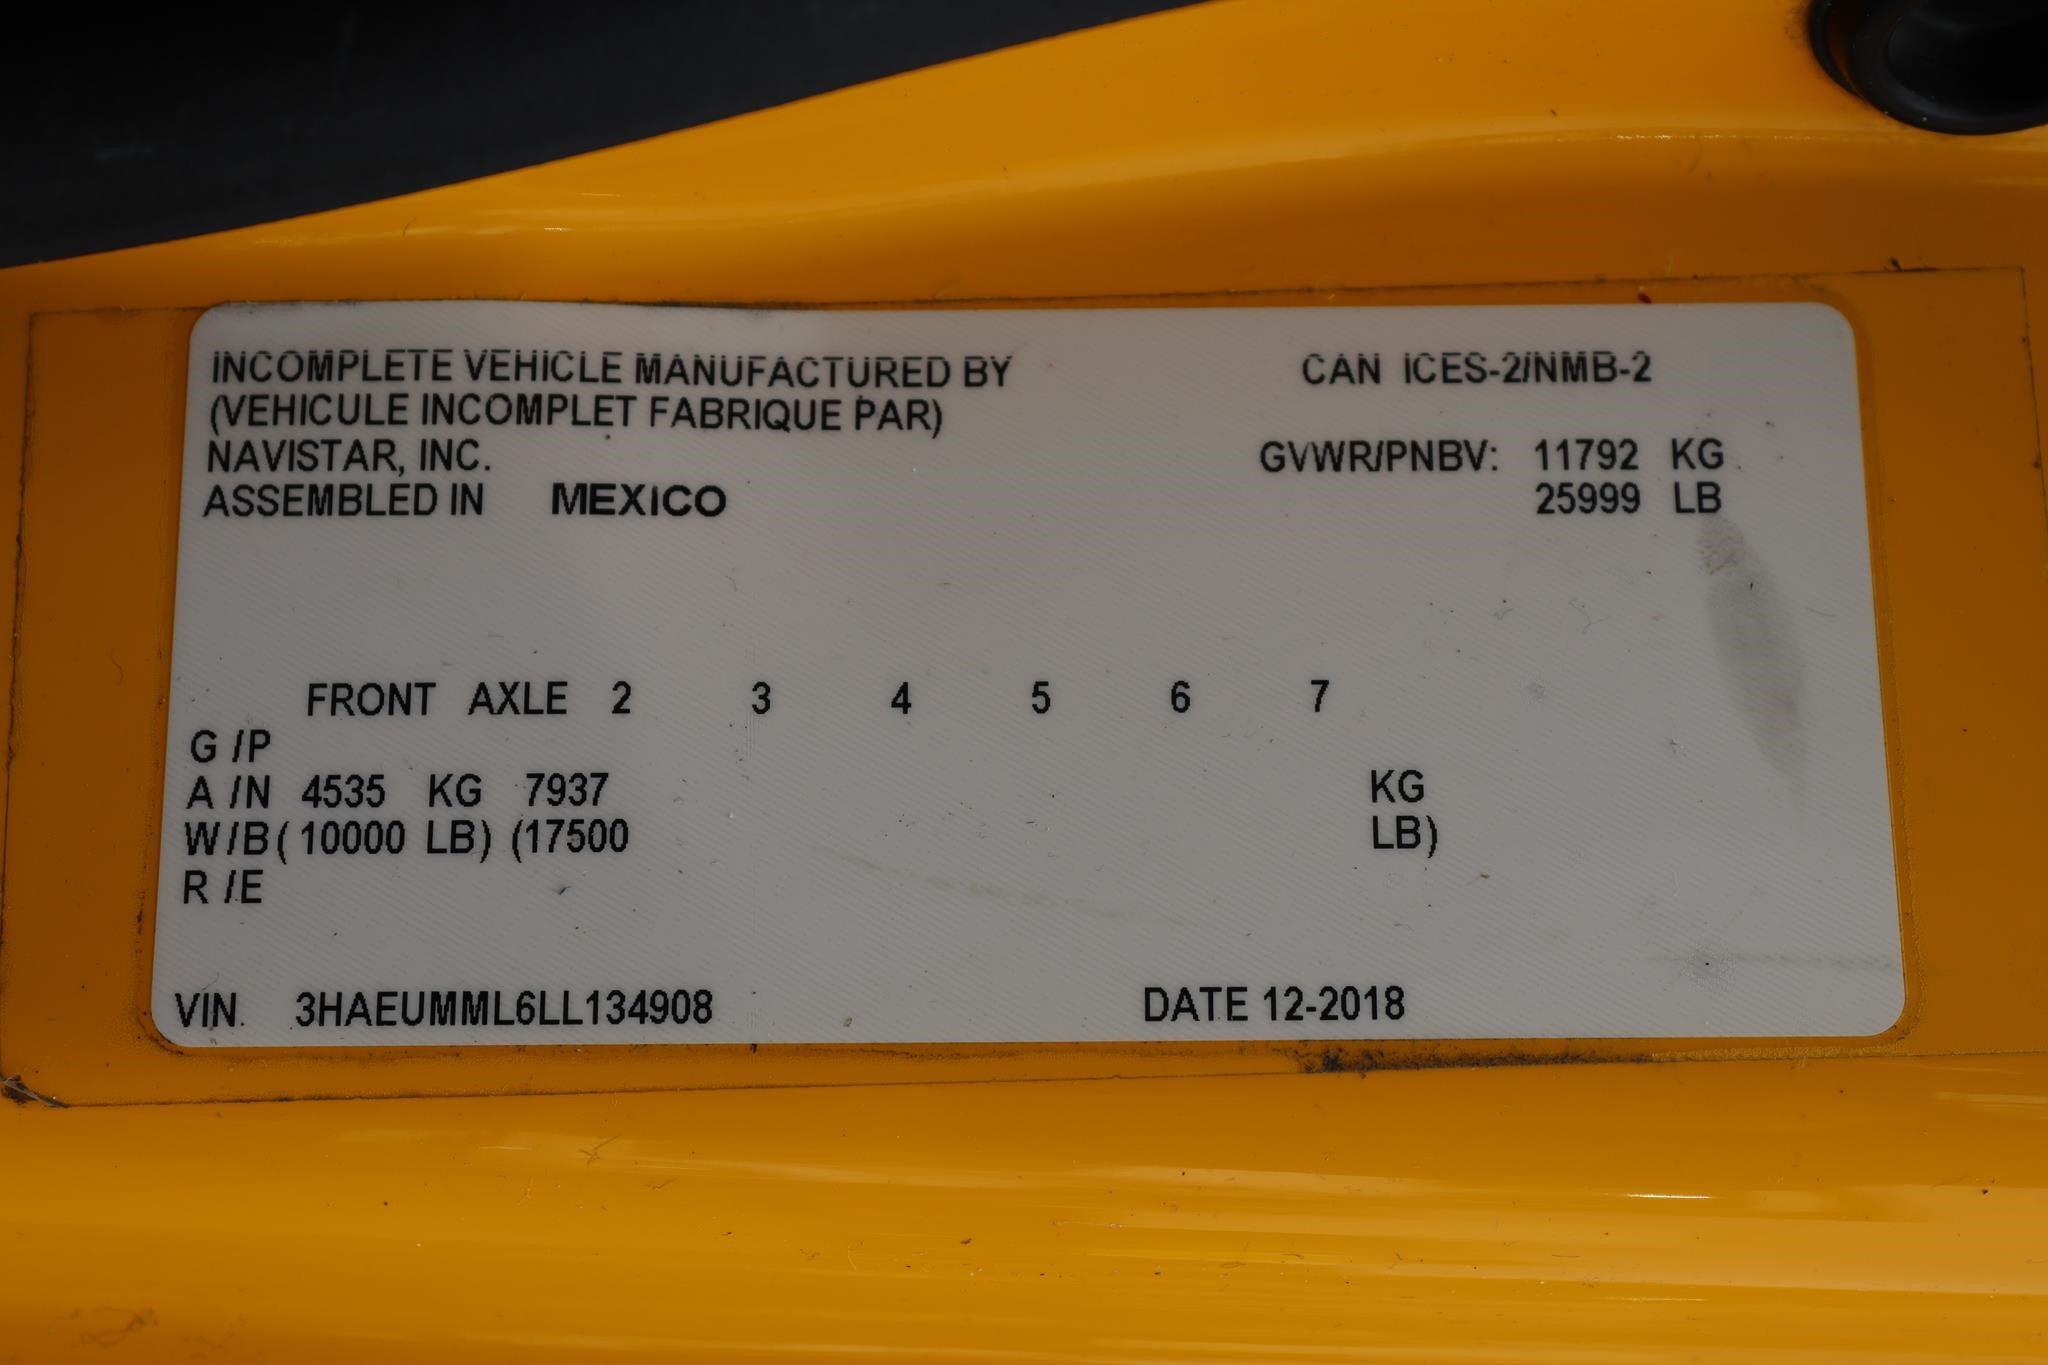 INCOMPLETE VEHICLE MANUFACTURED BY
(VEHICULE INCOMPLET FABRIQUE PAR)
NAVISTAR, INC.
ASSEMBLED IN MEXICO
CAN ICES-2/NMB-2
GVWR/PNBV: 11792 KG
25999 LB
FRONT AXLE 2 3 4 5 6 7
G /P
A /N 4535 KG 7937 KG
W/B ( 10000 LB) (17500 LB)
R /E
VIN. 3HAEUMML6LL134908 DATE 12-2018